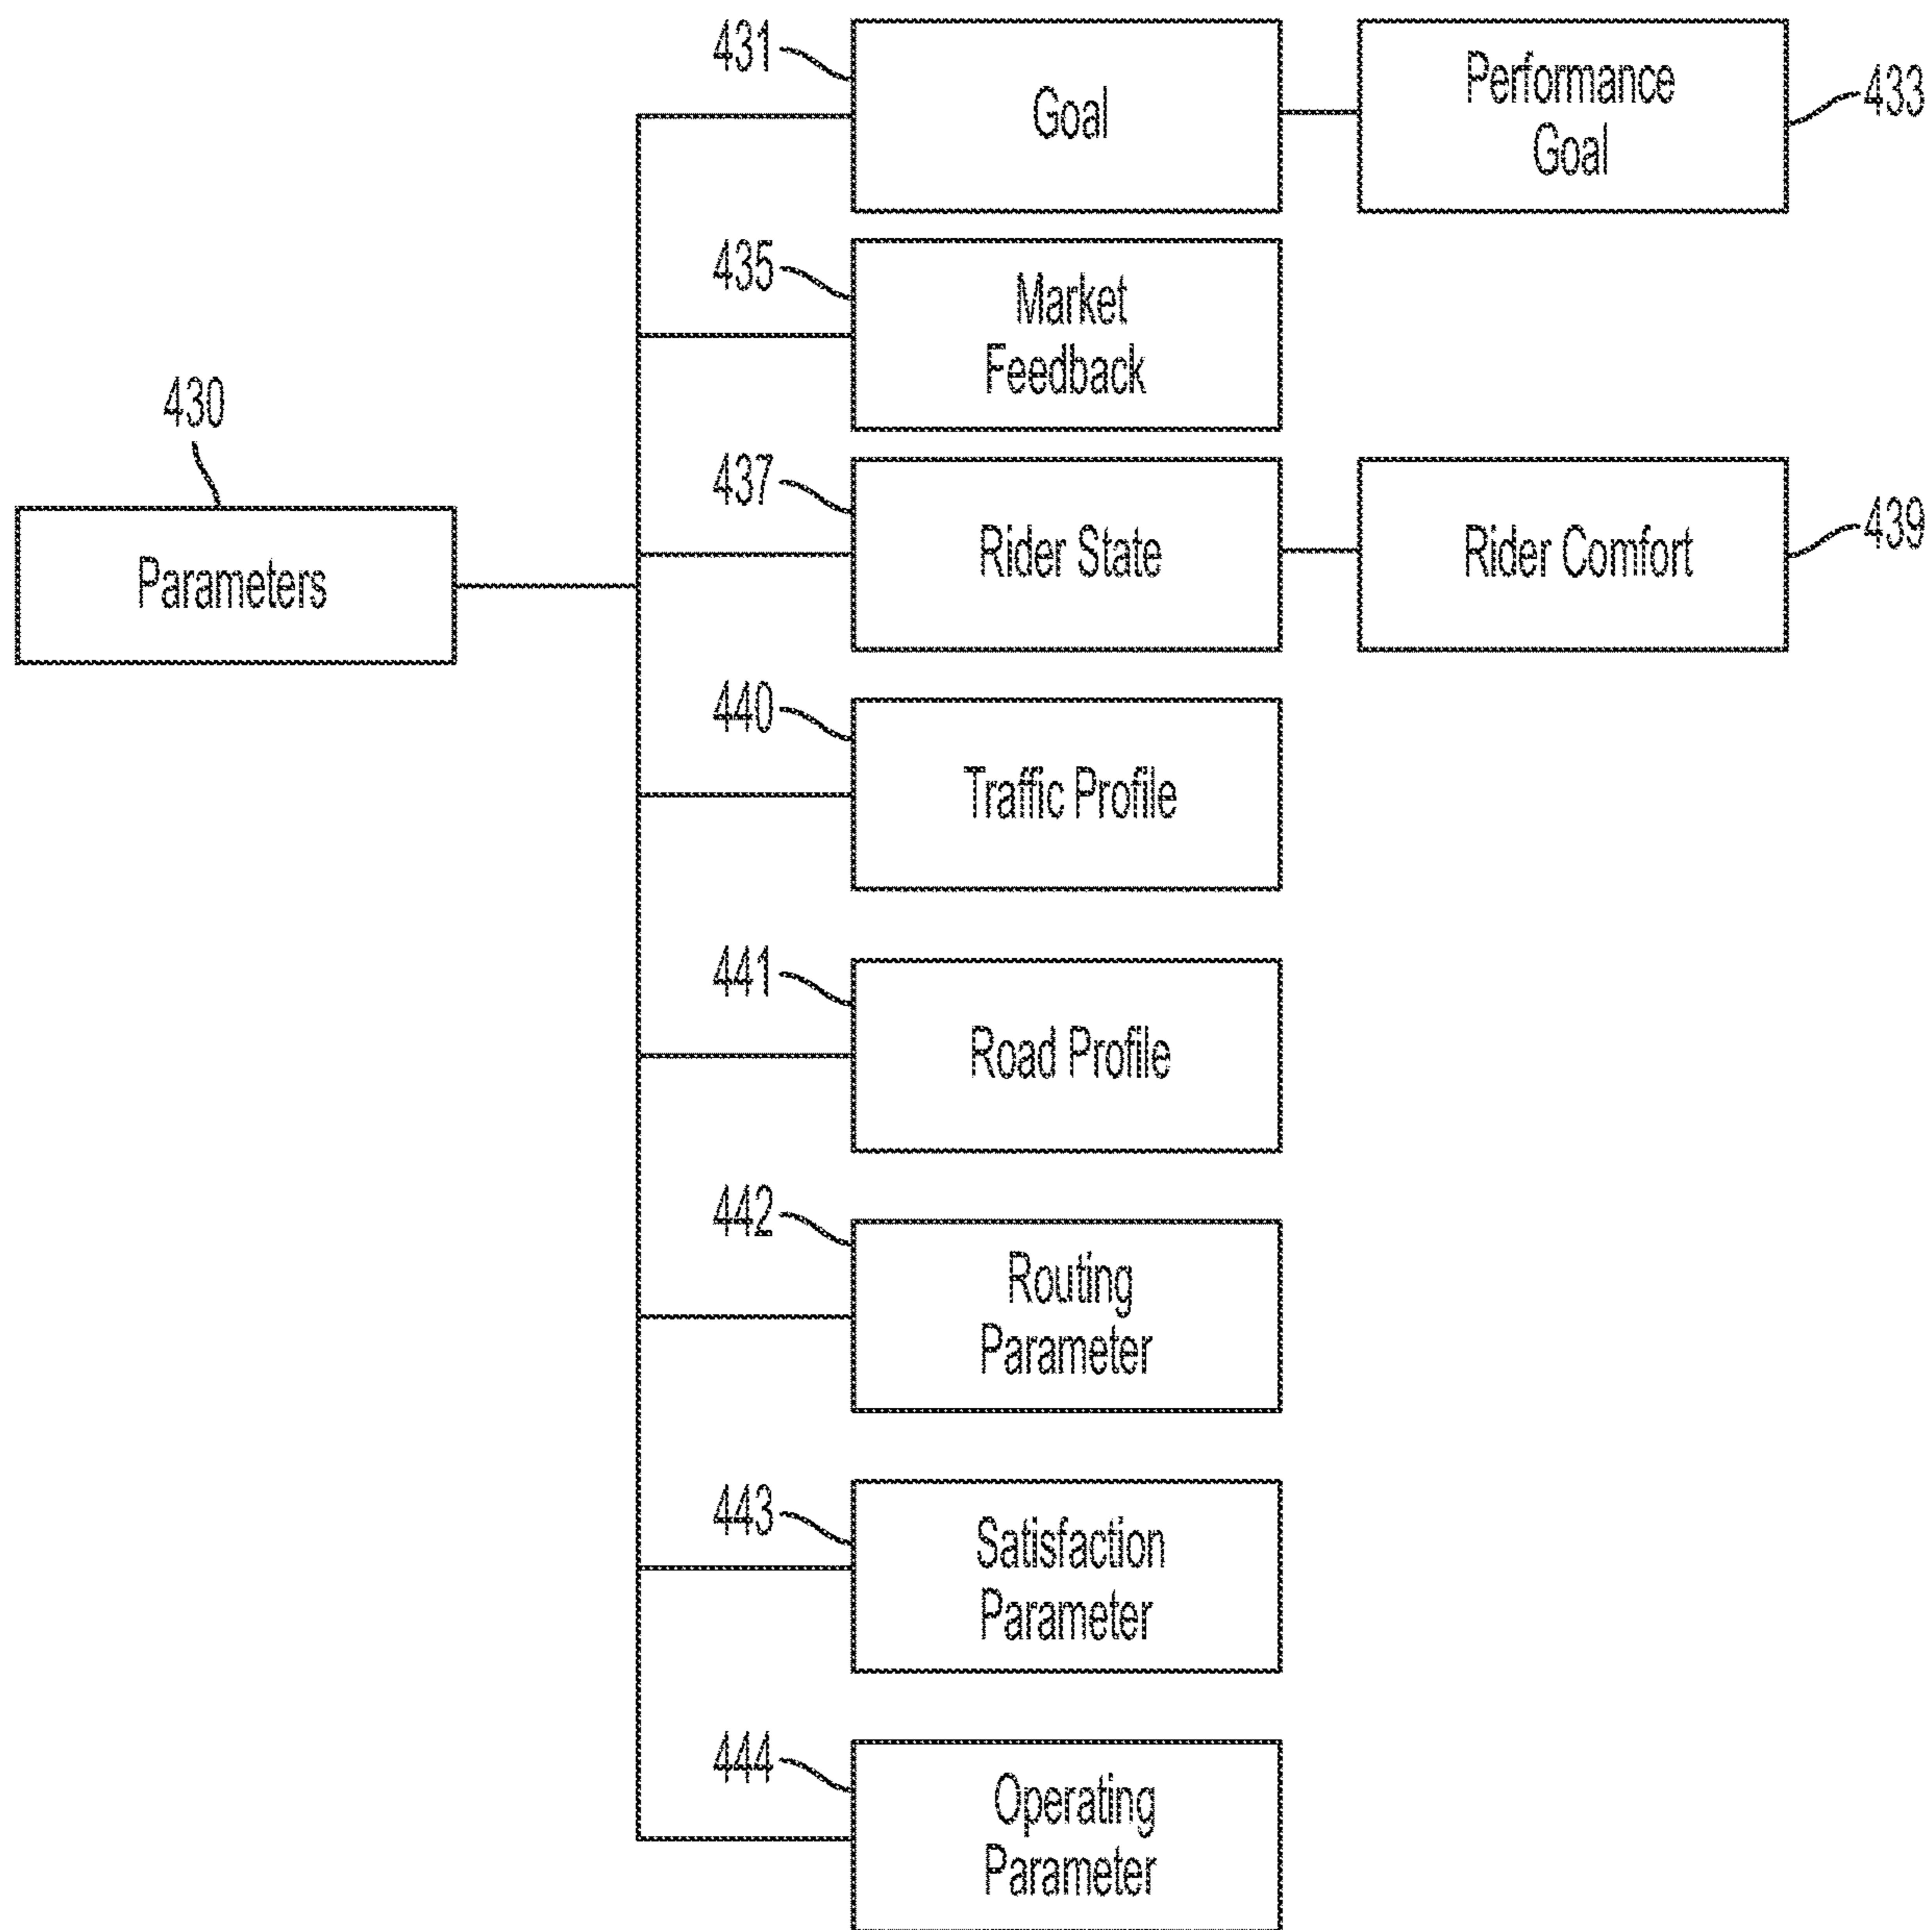 431
Goal
Performance
Goal
433
435
Market
Feedback
430
Parameters
437
Rider State
Rider Comfort
439
440
Traffic Profile
441
Road Profile
442
Routing
Parameter
443
Satisfaction
Parameter
444
Operating
Parameter